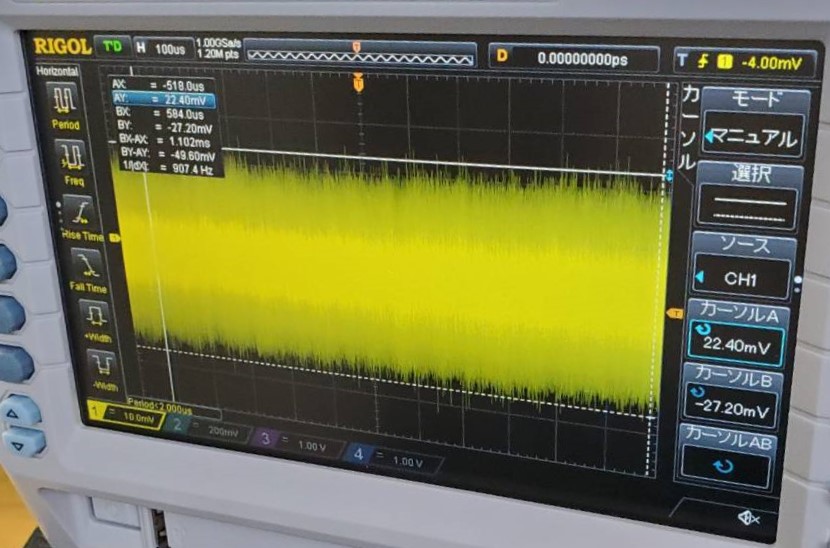 RIGOL T'D H 100us 1.00GSa/s 1.20M pts D 0.00000000ps T 1 -4.00mV
Horizontal
Period
Freq
Rise Time
Fall Time
+Width
-Width
AX: = -518.0us
AY: = 22.40mV
BX: = 584.0us
BY: = -27.20mV
BX-AX: = 1.102ms
BY-AY: = -49.60mV
1/|dX|: = 907.4 Hz
カーソル
モード
マニュアル
選択
ソース
CH1
カーソルA
22.40mV
カーソルB
-27.20mV
カーソルAB
Period<2.000us
1 = 10.0mV 2 = 200mV 3 = 1.00 V 4 = 1.00 V